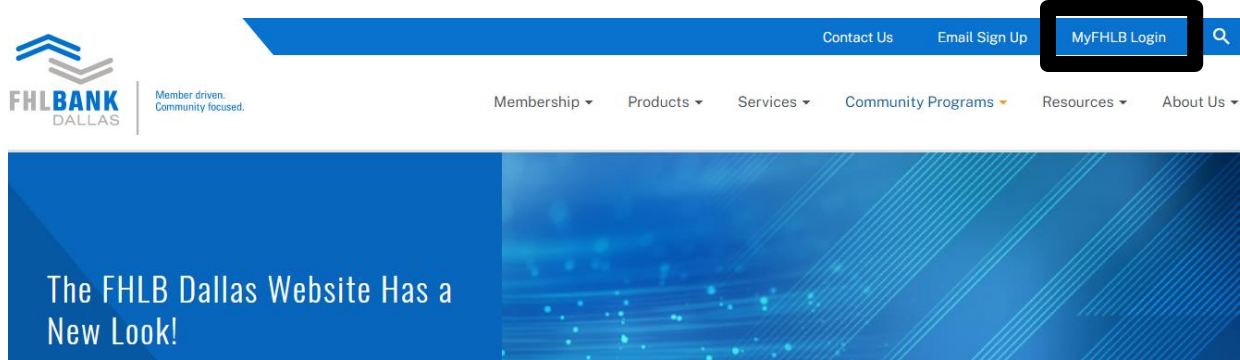 Contact Us Email Sign Up MyFHLB Login
FHLBANK
DALLAS
Member driven.
Community focused.
Membership Products Services Community Programs Resources About Us
The FHLB Dallas Website Has a
New Look!